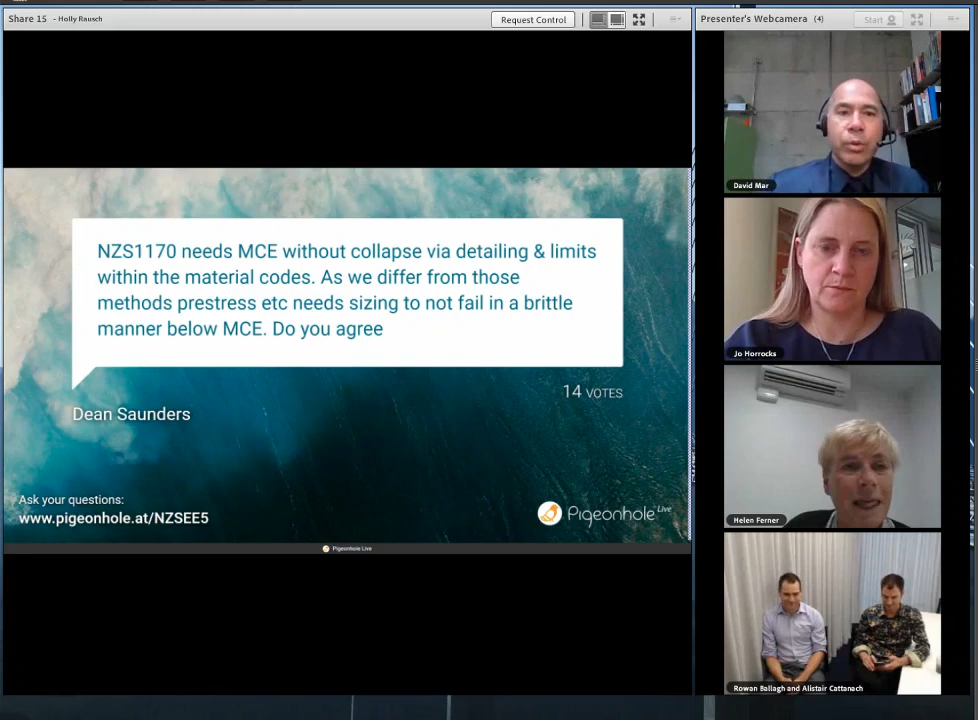 Share 15 - Holly Rausch
Request Control
Presenter's Webcamera (4)
Start
David Mar
NZS1170 needs MCE without collapse via detailing & limits
within the material codes. As we differ from those
methods prestress etc needs sizing to not fail in a brittle
manner below MCE. Do you agree
Jo Horrocks
14 VOTES
Dean Saunders
Ask your questions:
www.pigeonhole.at/NZSEE5
Pigeonhole Live
Helen Ferner
Pigeonhole Live
Rowan Ballagh and Alistair Cattanach